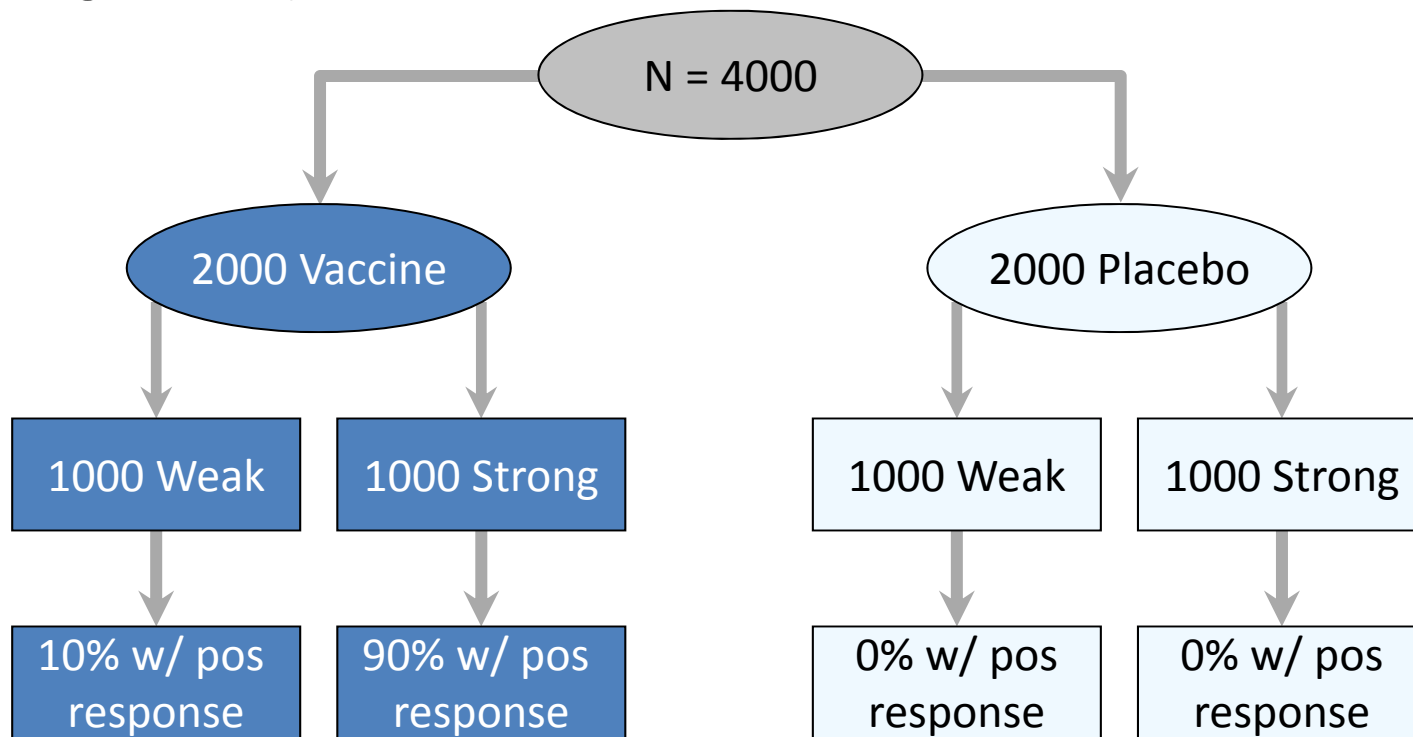 N = 4000
2000 Vaccine
2000 Placebo
1000 Weak
1000 Strong
1000 Weak
1000 Strong
10% w/ pos
response
90% w/ pos
response
0% w/ pos
response
0% w/ pos
response